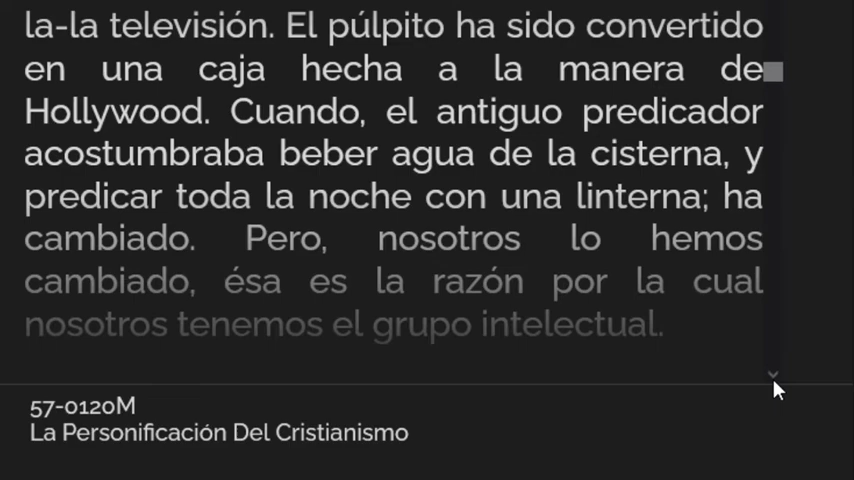 la-la televisión. El púlpito ha sido convertido
en una caja hecha a la manera de
Hollywood. Cuando, el antiguo predicador
acostumbraba beber agua de la cisterna, y
predicar toda la noche con una linterna; ha
cambiado. Pero, nosotros lo hemos
cambiado, ésa es la razón por la cual
nosotros tenemos el grupo intelectual.
57-0120M
La Personificación Del Cristianismo